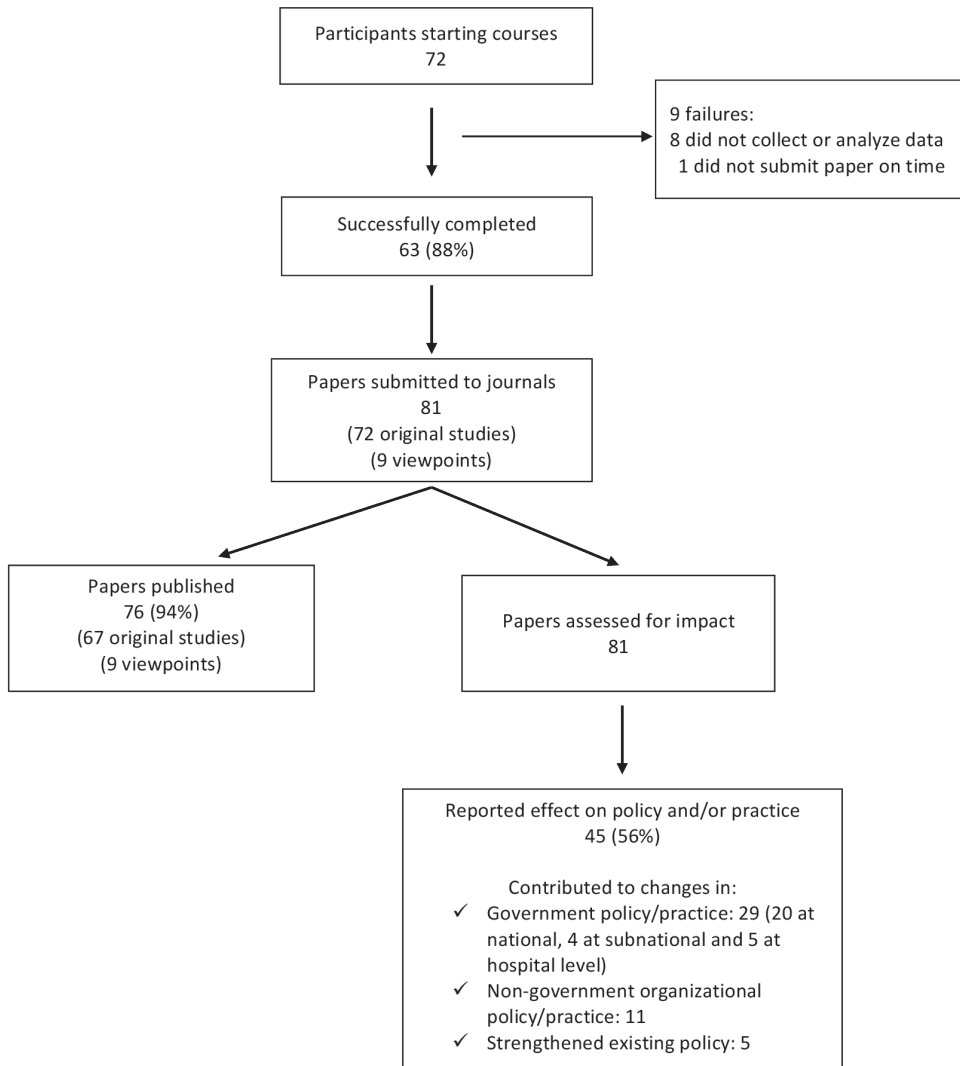 Participants starting courses
72
9 failures:
8 did not collect or analyze data
1 did not submit paper on time
Successfully completed
63 (88%)
Papers submitted to journals
81
(72 original studies)
(9 viewpoints)
Papers published
76 (94%)
(67 original studies)
(9 viewpoints)
Papers assessed for impact
81
Reported effect on policy and/or practice
45 (56%)
Contributed to changes in:
✓ Government policy/practice: 29 (20 at
national, 4 at subnational and 5 at
hospital level)
✓ Non-government organizational
policy/practice: 11
✓ Strengthened existing policy: 5